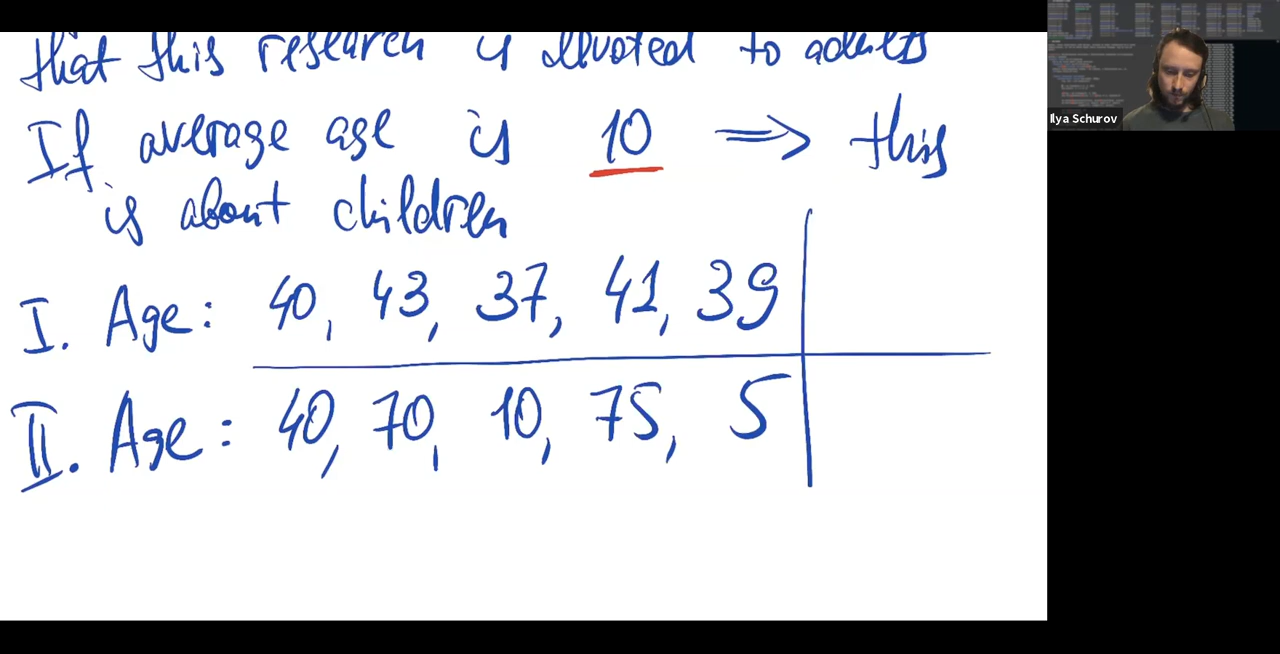 that this research is devoted to adults
If average age is 10 => this
is about children
I. Age: 40, 43, 37, 41, 39
II. Age: 40, 70, 10, 75, 5
Ilya Schurov